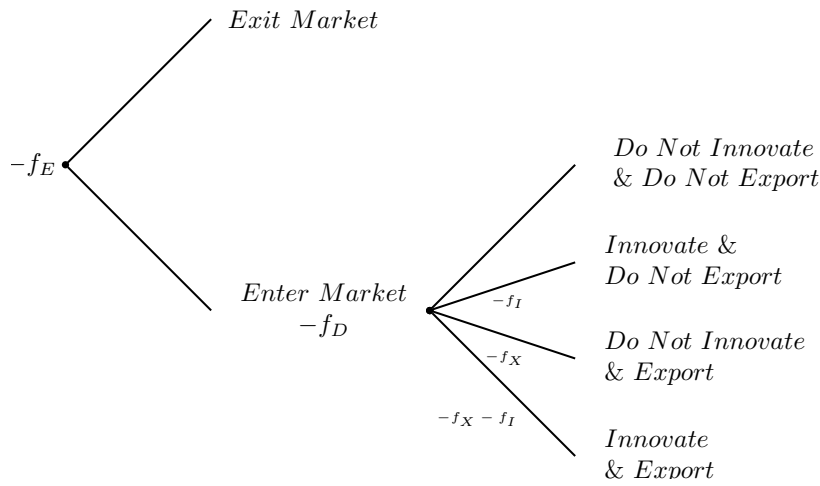 Exit Market
−f_E
Do Not Innovate
& Do Not Export
Innovate &
Do Not Export
Enter Market
−f_D
−f_I
Do Not Innovate
& Export
−f_X
−f_X − f_I
Innovate
& Export